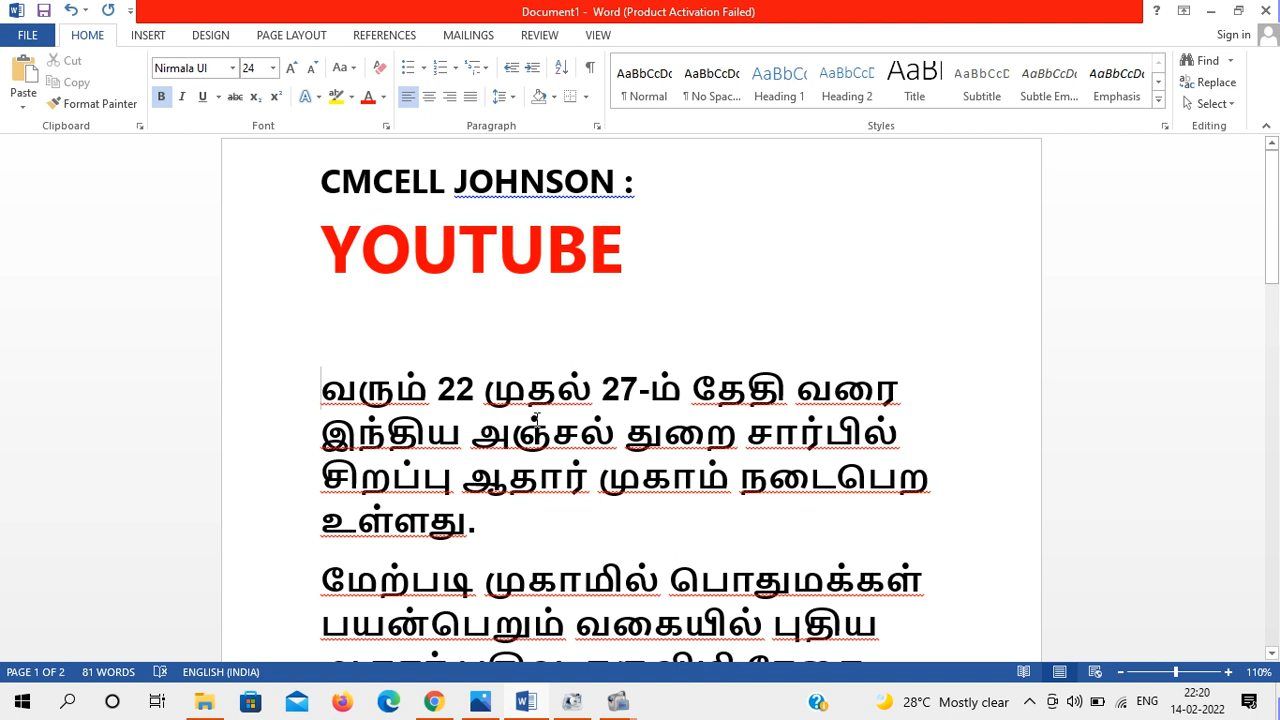 Document1 - Word (Product Activation Failed)
FILE HOME INSERT DESIGN PAGE LAYOUT REFERENCES MAILINGS REVIEW VIEW Sign in
Paste
Cut
Copy
Format Painter
Clipboard
Nirmala UI 24
Font
Paragraph
AaBbCcDc AaBbCcDc AaBbC AaBbCcD AaBb AaBbCcD AaBbCcDc AaBbCcDc
¶ Normal ¶ No Spac... Heading 1 Heading 2 Title Subtitle Subtle Em... Emphasis
Styles
Find
Replace
Select
Editing
CMCELL JOHNSON :
YOUTUBE
வரும் 22 முதல் 27-ம் தேதி வரை
இந்திய அஞ்சல் துறை சார்பில்
சிறப்பு ஆதார் முகாம் நடைபெற
உள்ளது.
மேற்படி முகாமில் பொதுமக்கள்
பயன்பெறும் வகையில் புதிய
PAGE 1 OF 2 81 WORDS ENGLISH (INDIA) 110%
28°C Mostly clear ENG 22:20 14-02-2022